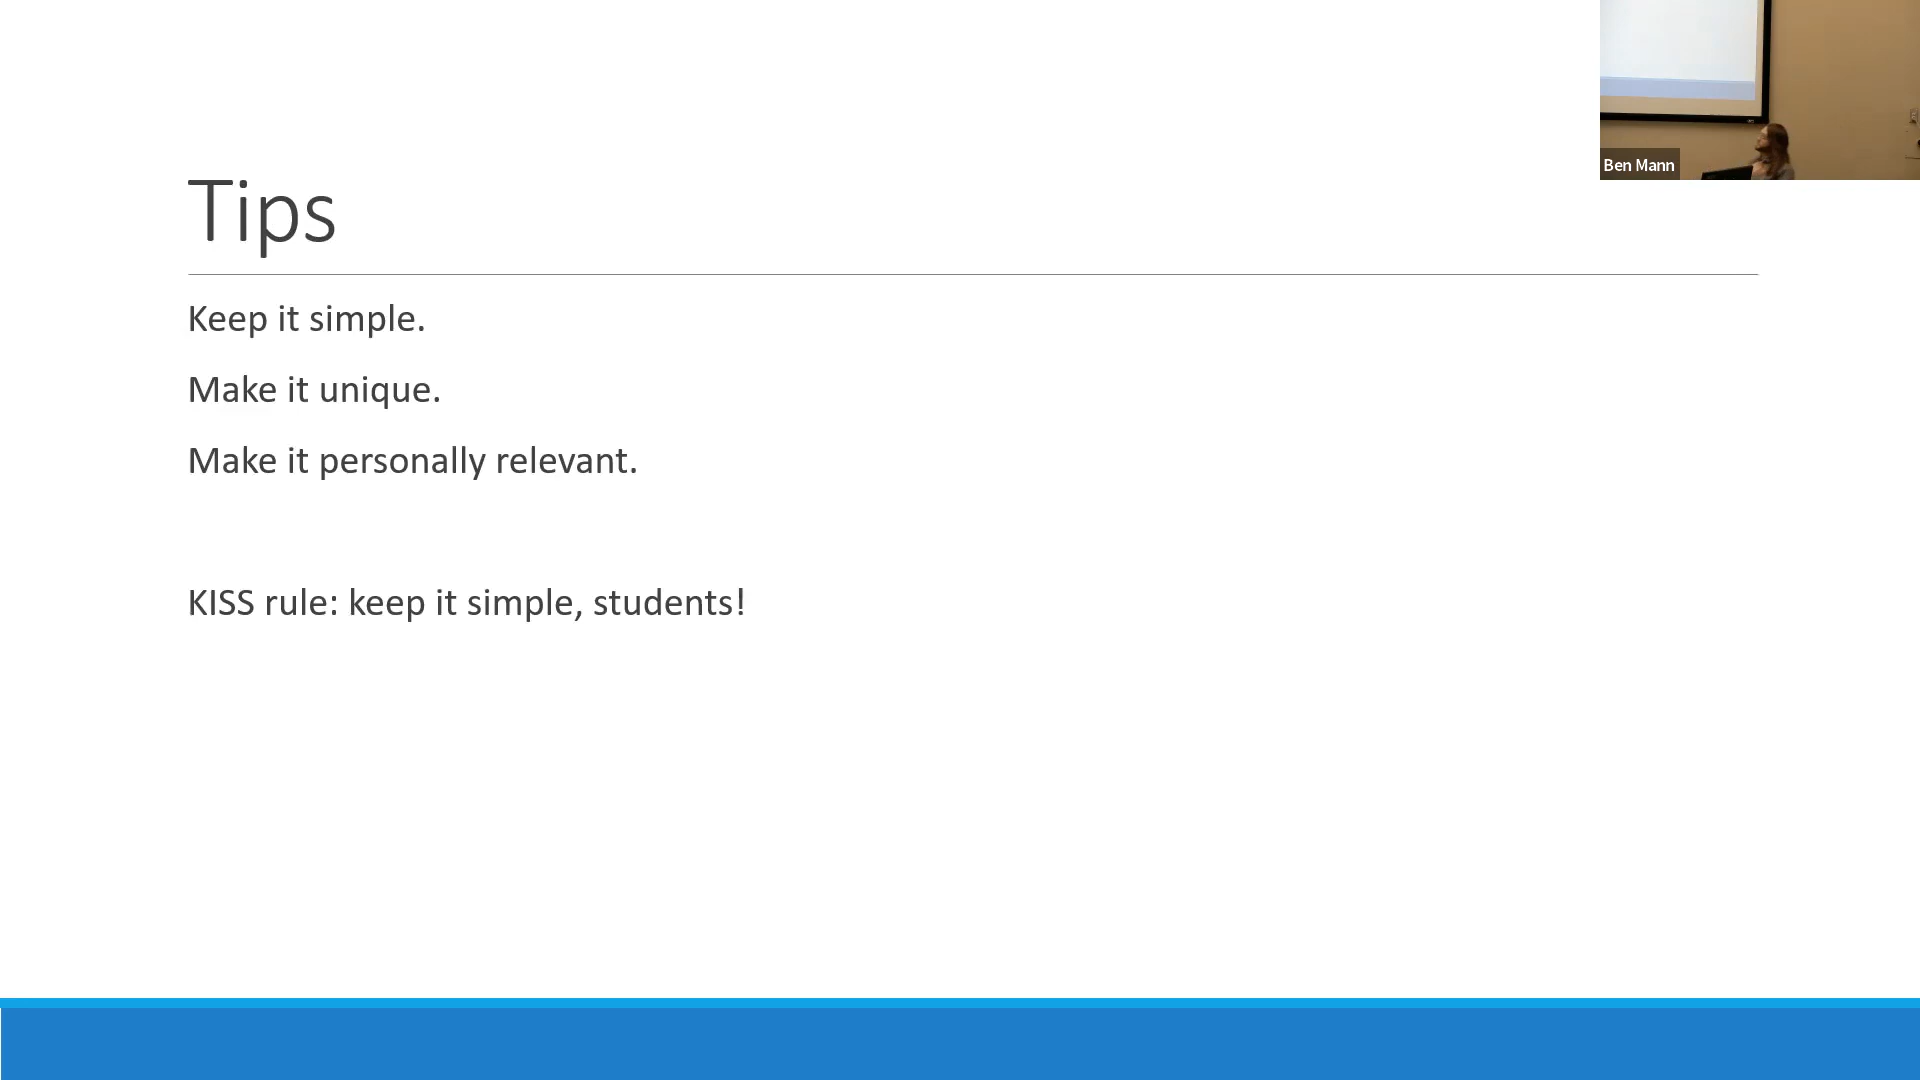 Ben Mann
Tips
Keep it simple.
Make it unique.
Make it personally relevant.
KISS rule: keep it simple, students!